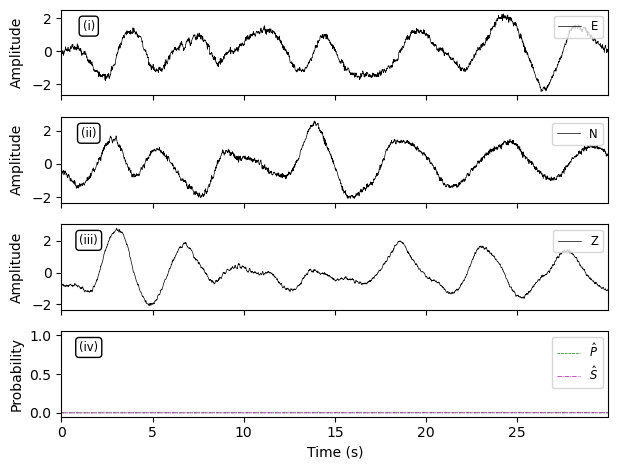 Amplitude
2
0
−2
(i)
E
Amplitude
2
0
−2
(ii)
N
Amplitude
2
0
−2
(iii)
Z
Probability
1.0
0.5
0.0
(iv)
P̂
Ŝ
0 5 10 15 20 25
Time (s)